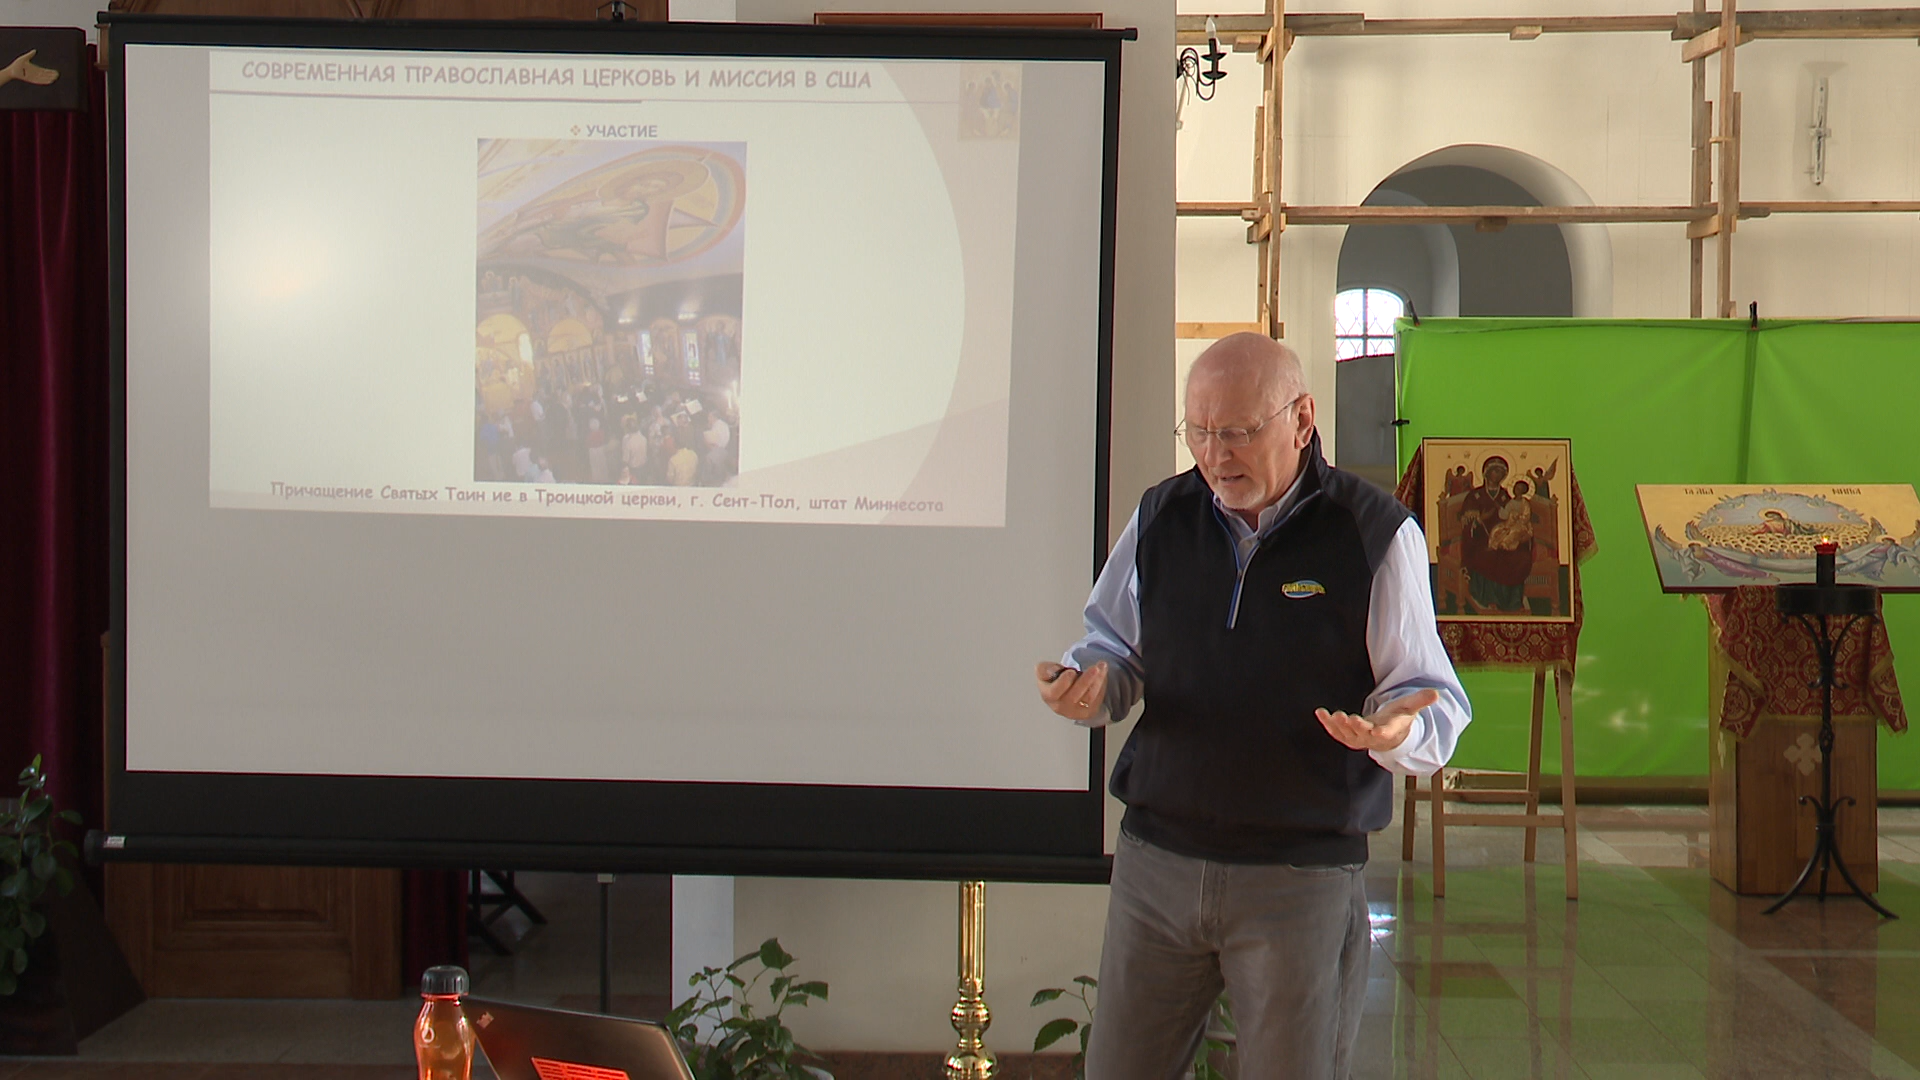 СОВРЕМЕННАЯ ПРАВОСЛАВНАЯ ЦЕРКОВЬ И МИССИЯ В США
УЧАСТИЕ
Причащение Святых Таин ие в Троицкой церкви, г. Сент-Пол, штат Миннесота